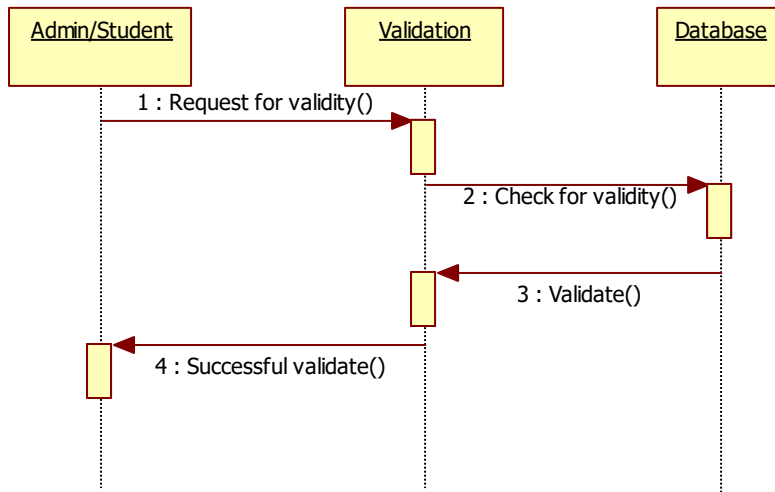 Admin/Student
Validation
Database
1 : Request for validity()
2 : Check for validity()
3 : Validate()
4 : Successful validate()